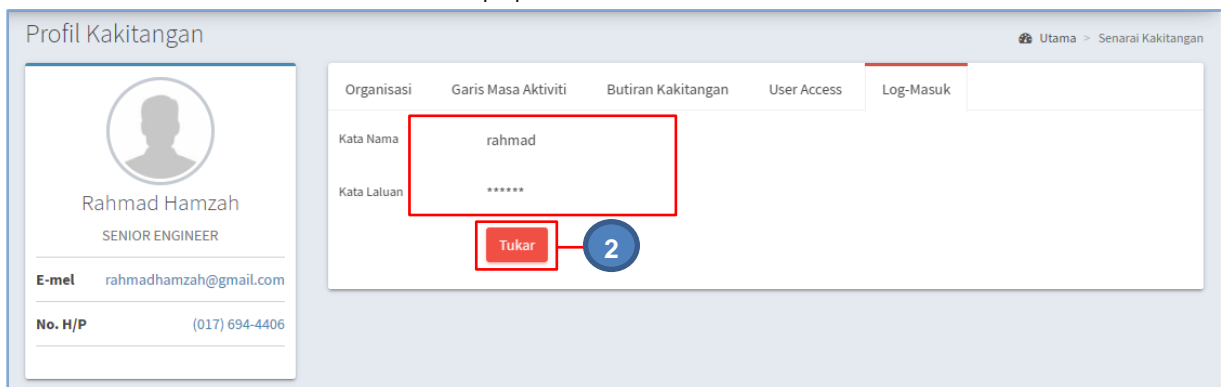 Profil Kakitangan
Utama > Senarai Kakitangan
Rahmad Hamzah
SENIOR ENGINEER
E-mel rahmadhamzah@gmail.com
No. H/P (017) 694-4406
Organisasi Garis Masa Aktiviti Butiran Kakitangan User Access Log-Masuk
Kata Nama rahmad
Kata Laluan ******
Tukar 2